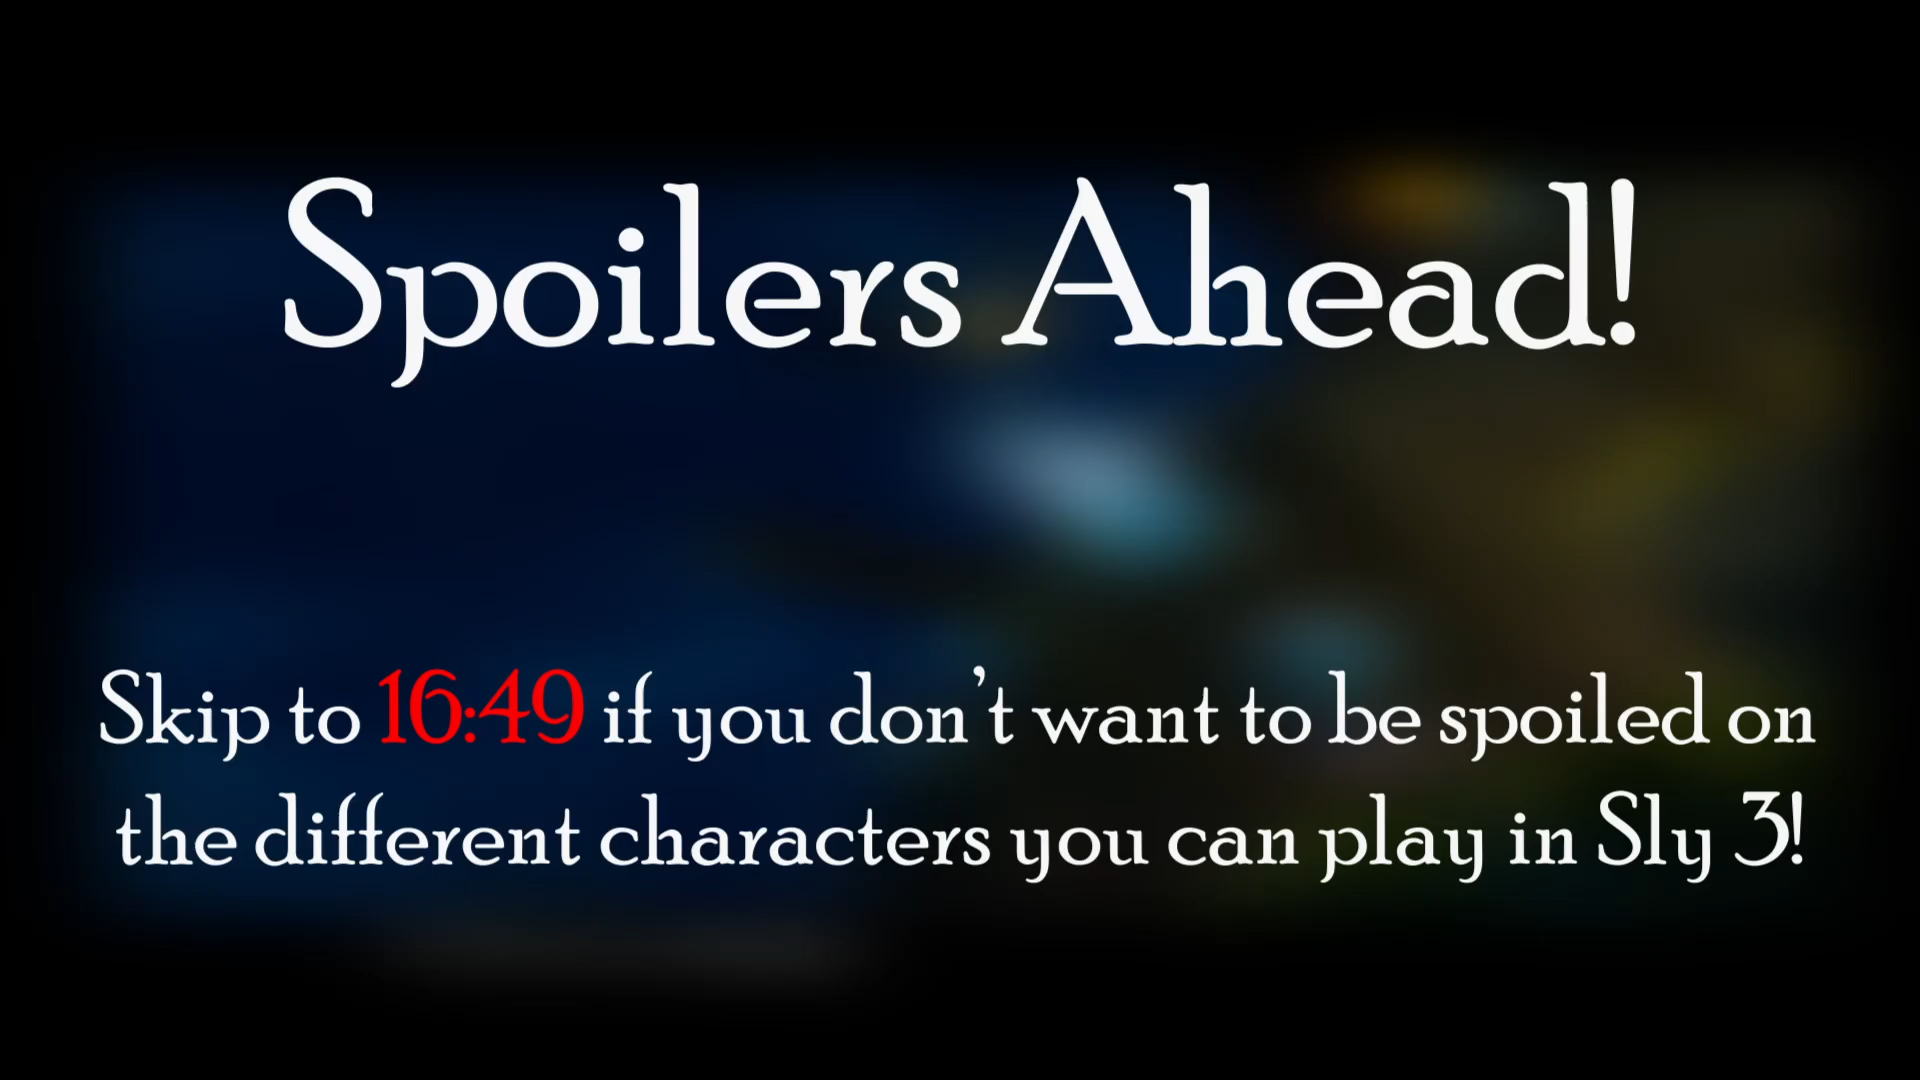 Spoilers Ahead!
Skip to 16:49 if you don't want to be spoiled on
the different characters you can play in Sly 3!